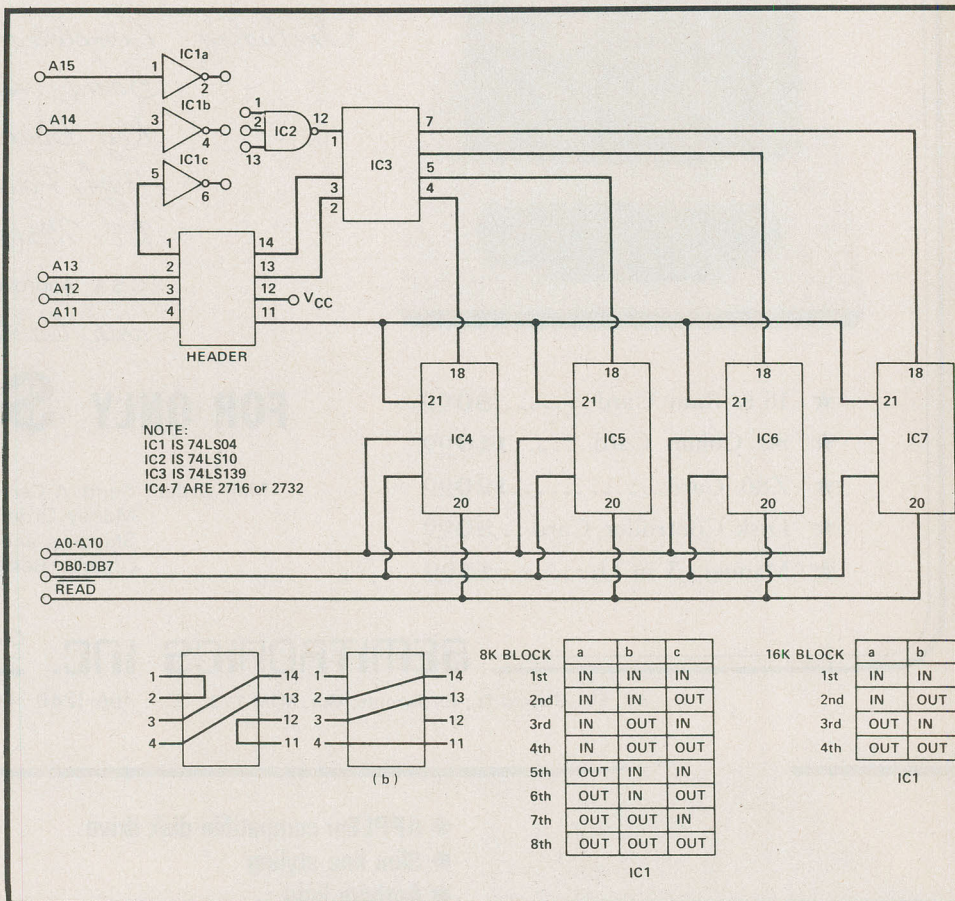 A15
1
IC1a
2
A14
3
IC1b
4
5
IC1c
6
1
2
13
IC2
12
1
3
2
IC3
7
5
4
1
2
3
4
14
13
12
11
VCC
A13
A12
A11
HEADER
NOTE:
IC1 IS 74LS04
IC2 IS 74LS10
IC3 IS 74LS139
IC4-7 ARE 2716 or 2732
18
21
IC4
20
18
21
IC5
20
18
21
IC6
20
18
21
IC7
20
A0-A10
DB0-DB7
READ
1
2
3
4
14
13
12
11
1
2
3
4
14
13
12
11
( b )
8K BLOCK a b c
1st IN IN IN
2nd IN IN OUT
3rd IN OUT IN
4th IN OUT OUT
5th OUT IN IN
6th OUT IN OUT
7th OUT OUT IN
8th OUT OUT OUT
IC1
16K BLOCK a b
1st IN IN
2nd IN OUT
3rd OUT IN
4th OUT OUT
IC1